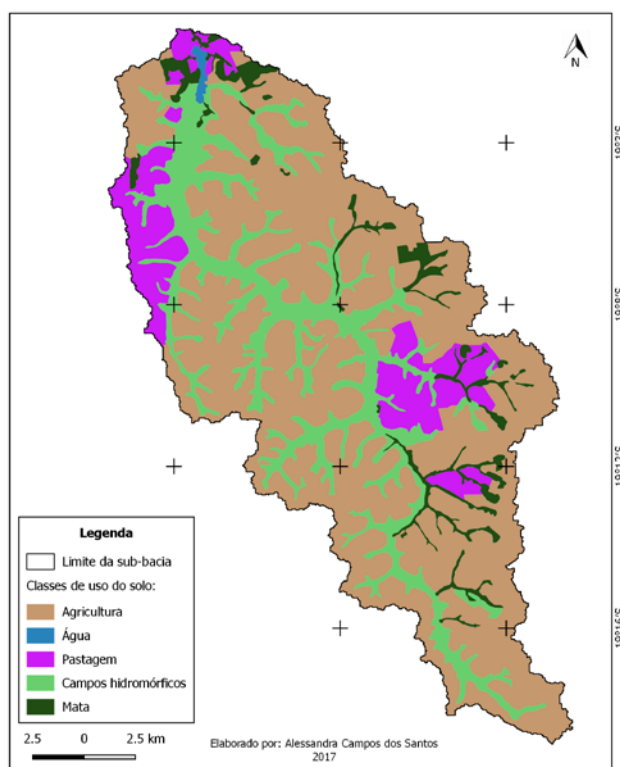 N
Legenda
Limite da sub-bacia
Classes de uso do solo:
Agricultura
Água
Pastagem
Campos hidromórficos
Mata
2.5 0 2.5 km
Elaborado por: Alessandra Campos dos Santos
2017